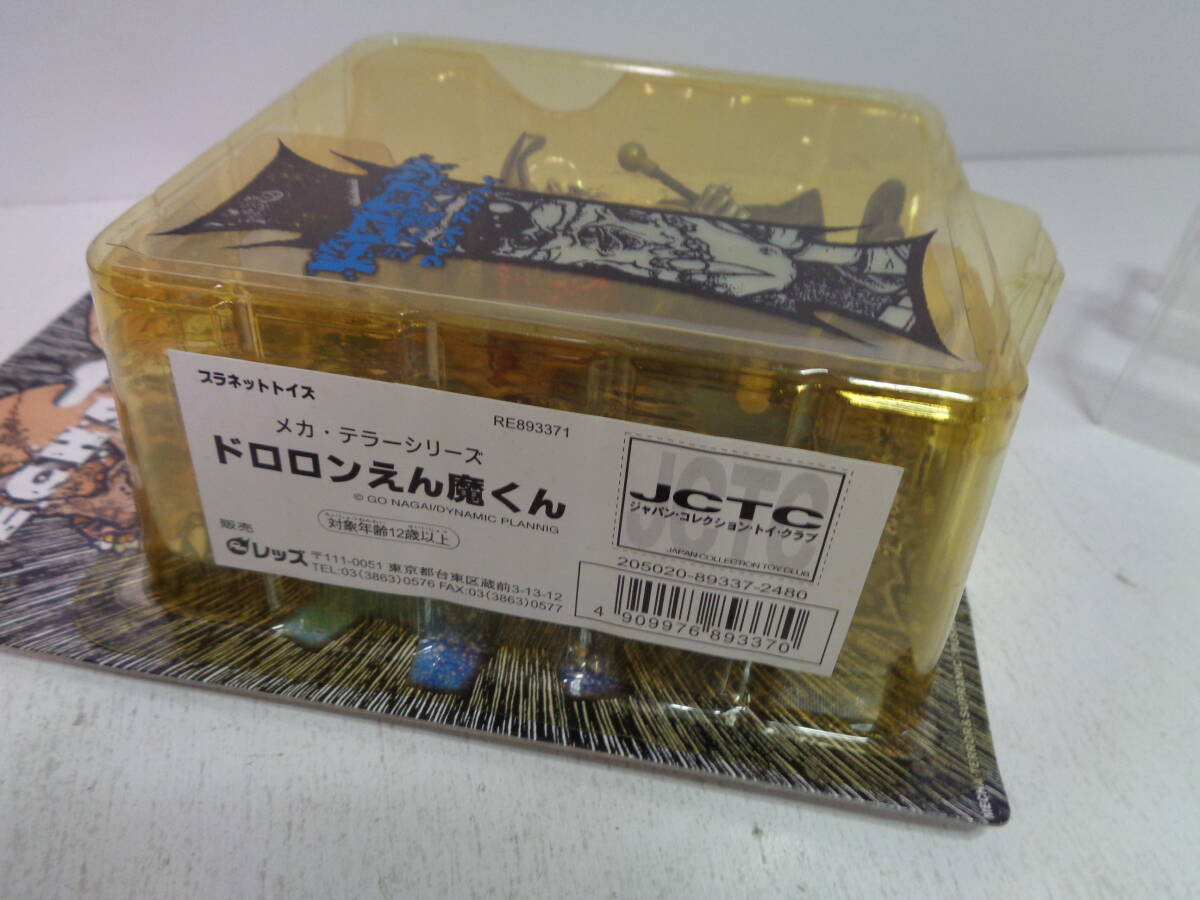 プラネットトイズ
RE893371
メカ・テラーシリーズ
ドロロンえん魔くん
© GO NAGAI/DYNAMIC PLANNIG
対象年齢12歳以上
販売
レッズ
〒111-0051 東京都台東区蔵前3-13-12
TEL:03(3863)0576 FAX:03(3863)0577
JCTC
JCTC
ジャパン・コレクション・トイ・クラブ
JAPAN COLLECTION TOY CLUB
205020-89337-2480
4 909976 893370